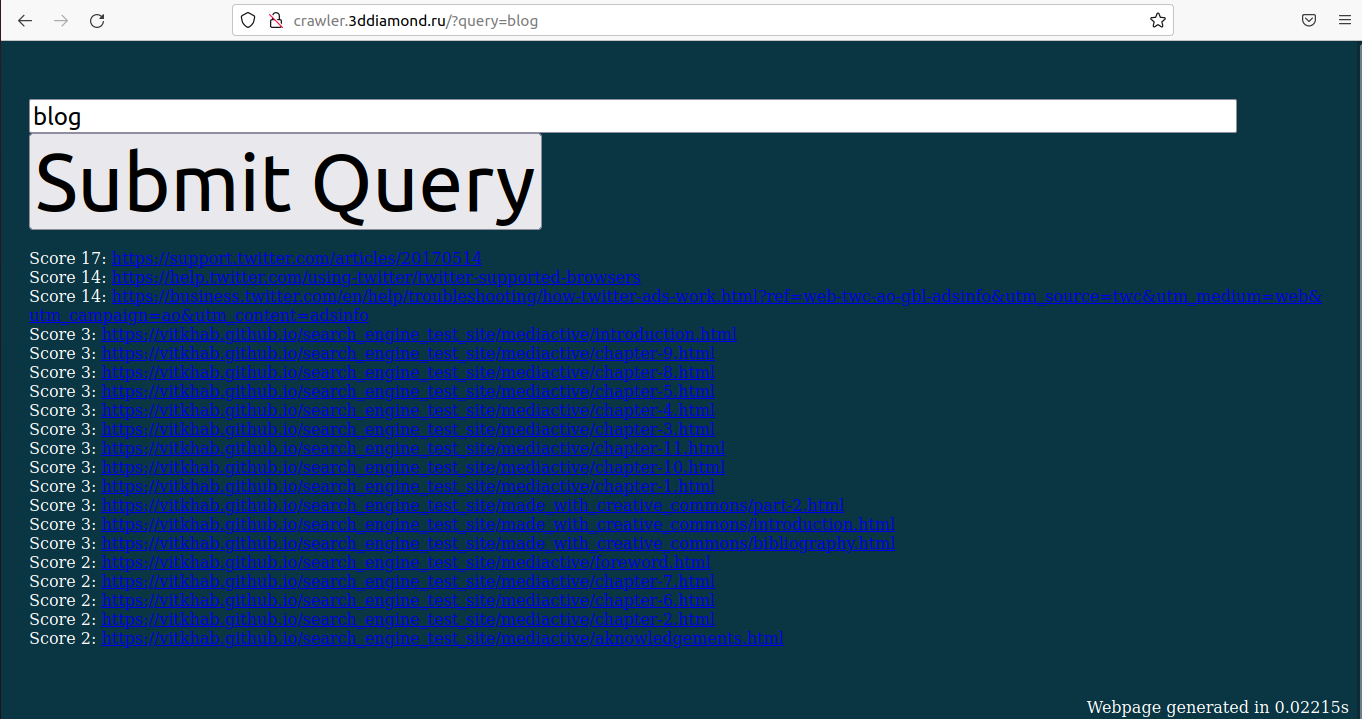 crawler.3ddiamond.ru/?query=blog
blog
Submit Query
Score 17: https://support.twitter.com/articles/20170514
Score 14: https://help.twitter.com/using-twitter/twitter-supported-browsers
Score 14: https://business.twitter.com/en/help/troubleshooting/how-twitter-ads-work.html?ref=web-twc-ao-gbl-adsinfo&utm_source=twc&utm_medium=web&
utm_campaign=ao&utm_content=adsinfo
Score 3: https://vitkhab.github.io/search_engine_test_site/mediactive/introduction.html
Score 3: https://vitkhab.github.io/search_engine_test_site/mediactive/chapter-9.html
Score 3: https://vitkhab.github.io/search_engine_test_site/mediactive/chapter-8.html
Score 3: https://vitkhab.github.io/search_engine_test_site/mediactive/chapter-5.html
Score 3: https://vitkhab.github.io/search_engine_test_site/mediactive/chapter-4.html
Score 3: https://vitkhab.github.io/search_engine_test_site/mediactive/chapter-3.html
Score 3: https://vitkhab.github.io/search_engine_test_site/mediactive/chapter-11.html
Score 3: https://vitkhab.github.io/search_engine_test_site/mediactive/chapter-10.html
Score 3: https://vitkhab.github.io/search_engine_test_site/mediactive/chapter-1.html
Score 3: https://vitkhab.github.io/search_engine_test_site/made_with_creative_commons/part-2.html
Score 3: https://vitkhab.github.io/search_engine_test_site/made_with_creative_commons/introduction.html
Score 3: https://vitkhab.github.io/search_engine_test_site/made_with_creative_commons/bibliography.html
Score 2: https://vitkhab.github.io/search_engine_test_site/mediactive/foreword.html
Score 2: https://vitkhab.github.io/search_engine_test_site/mediactive/chapter-7.html
Score 2: https://vitkhab.github.io/search_engine_test_site/mediactive/chapter-6.html
Score 2: https://vitkhab.github.io/search_engine_test_site/mediactive/chapter-2.html
Score 2: https://vitkhab.github.io/search_engine_test_site/mediactive/aknowledgements.html
Webpage generated in 0.02215s